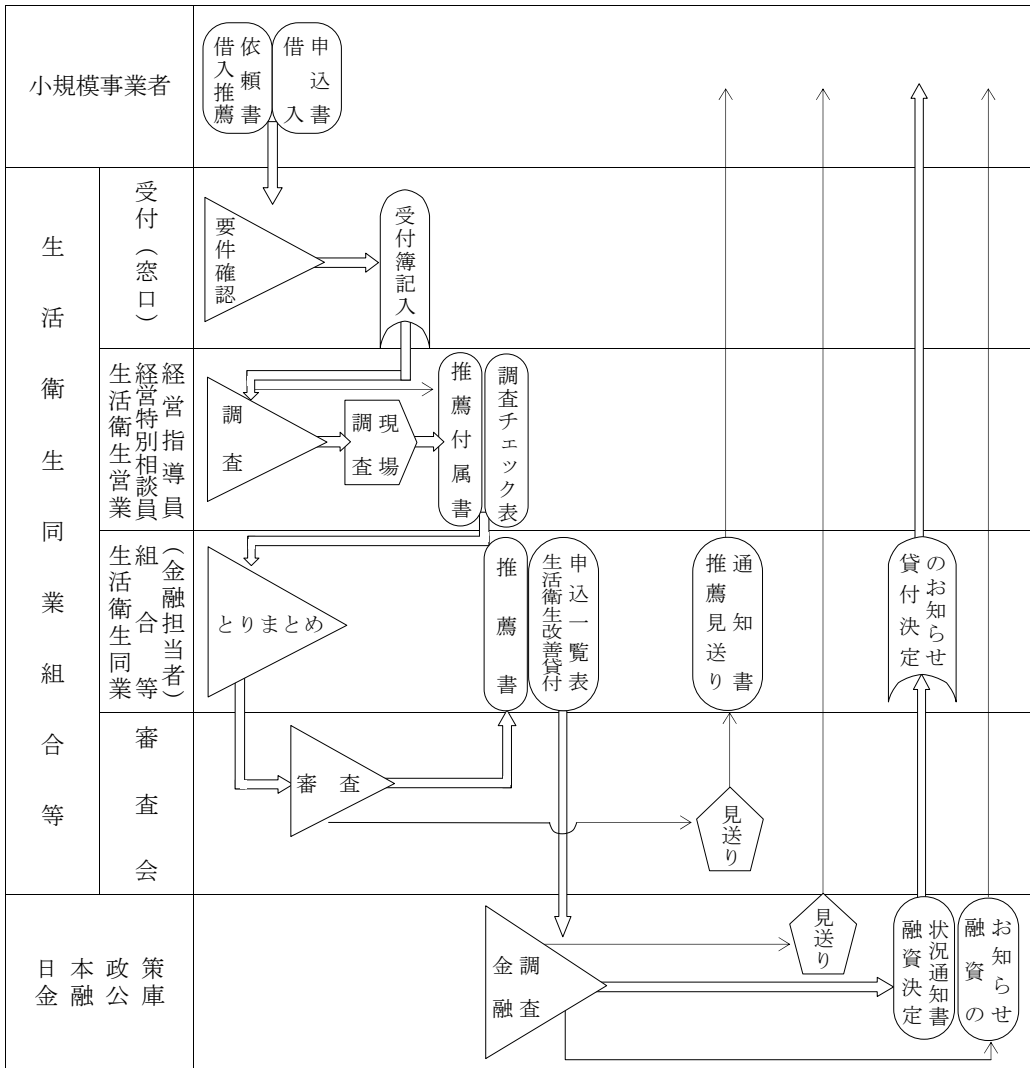 小規模事業者
借入推薦
依頼書
借入
申込書
生活衛生同業組合等
受付（窓口）
要件確認
受付簿記入
経営指導員
経営特別相談員
生活衛生営業
調査
現場
調査
推薦付属書
調査チェック表
（金融担当者）
組合等
生活衛生同業
とりまとめ
推薦書
申込一覧表
生活衛生改善貸付
通知書
推薦見送り
のお知らせ
貸付決定
審査会
審査
見送り
日本政策
金融公庫
調査
金融
見送り
状況通知書
融資決定
お知らせ
融資の